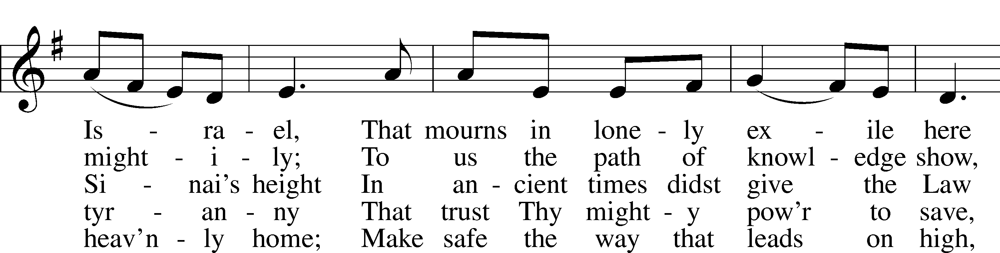 Is - ra - el, That mourns in lone - ly ex - ile here
might - i - ly; To us the path of knowl - edge show,
Si - nai's height In an - cient times didst give the Law
tyr - an - ny That trust Thy might - y pow'r to save,
heav'n - ly home; Make safe the way that leads on high,